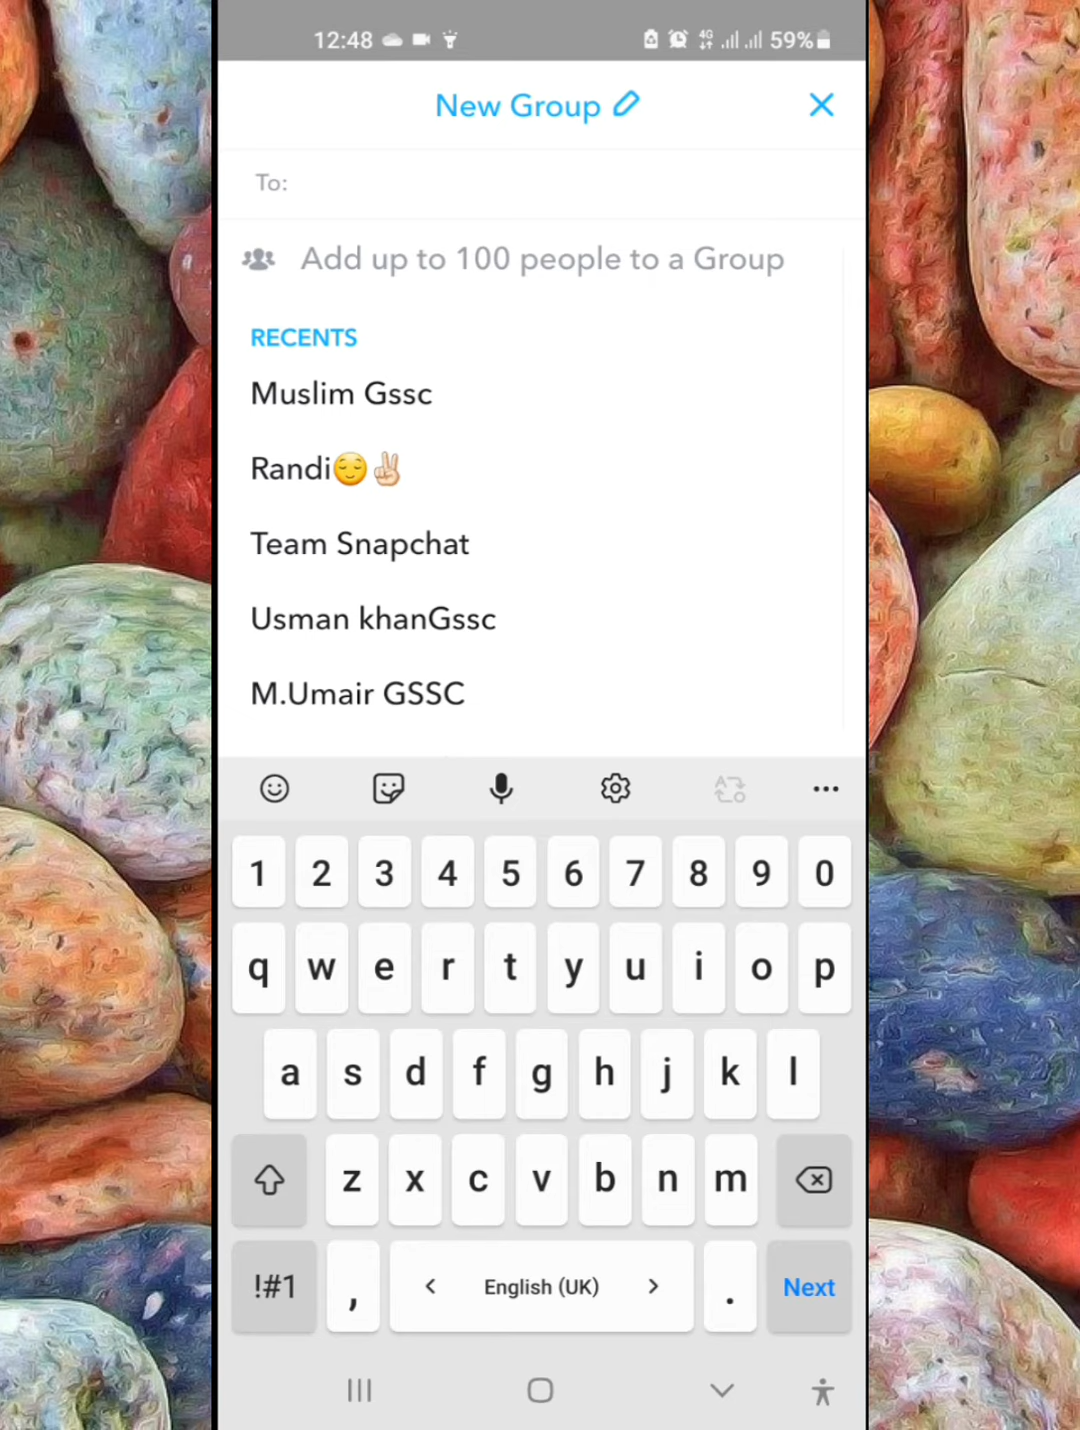 12:48 4G 59%
New Group
To:
Add up to 100 people to a Group
RECENTS
Muslim Gssc
Randi😌✌🏻
Team Snapchat
Usman khanGssc
M.Umair GSSC
1 2 3 4 5 6 7 8 9 0
q w e r t y u i o p
a s d f g h j k l
z x c v b n m
!#1 , < English (UK) > . Next